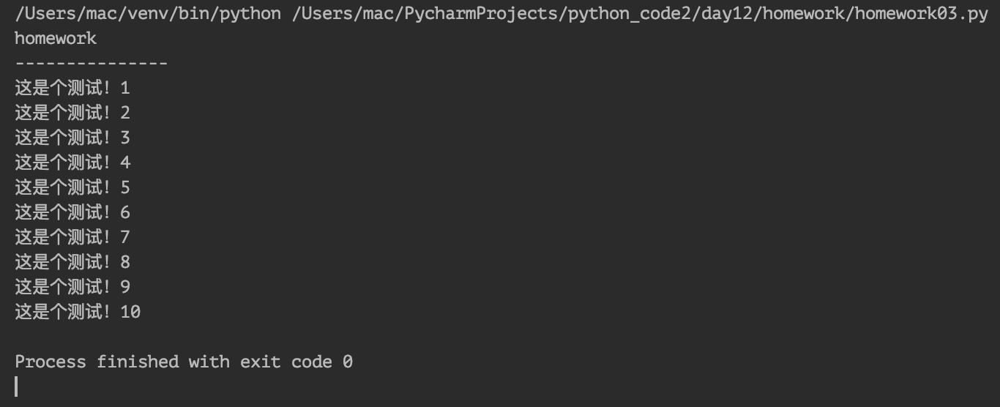 /Users/mac/venv/bin/python /Users/mac/PycharmProjects/python_code2/day12/homework/homework03.py
homework
---------------
这是个测试! 1
这是个测试! 2
这是个测试! 3
这是个测试! 4
这是个测试! 5
这是个测试! 6
这是个测试! 7
这是个测试! 8
这是个测试! 9
这是个测试! 10
Process finished with exit code 0